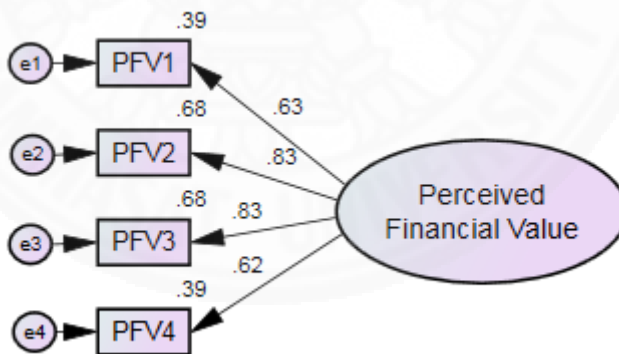 .39
e1
PFV1
.63
.68
e2
PFV2
.83
Perceived
Financial Value
.68
e3
PFV3
.83
.39
.62
e4
PFV4